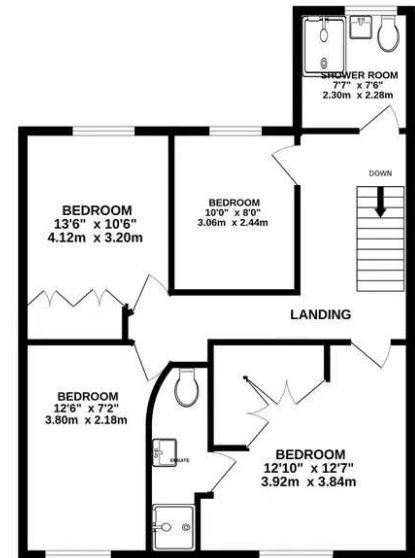 SHOWER ROOM
7'7" x 7'6"
2.30m x 2.28m
DOWN
BEDROOM
13'6" x 10'6"
4.12m x 3.20m
BEDROOM
10'0" x 8'0"
3.06m x 2.44m
LANDING
BEDROOM
12'6" x 7'2"
3.80m x 2.18m
ENSUITE
BEDROOM
12'10" x 12'7"
3.92m x 3.84m